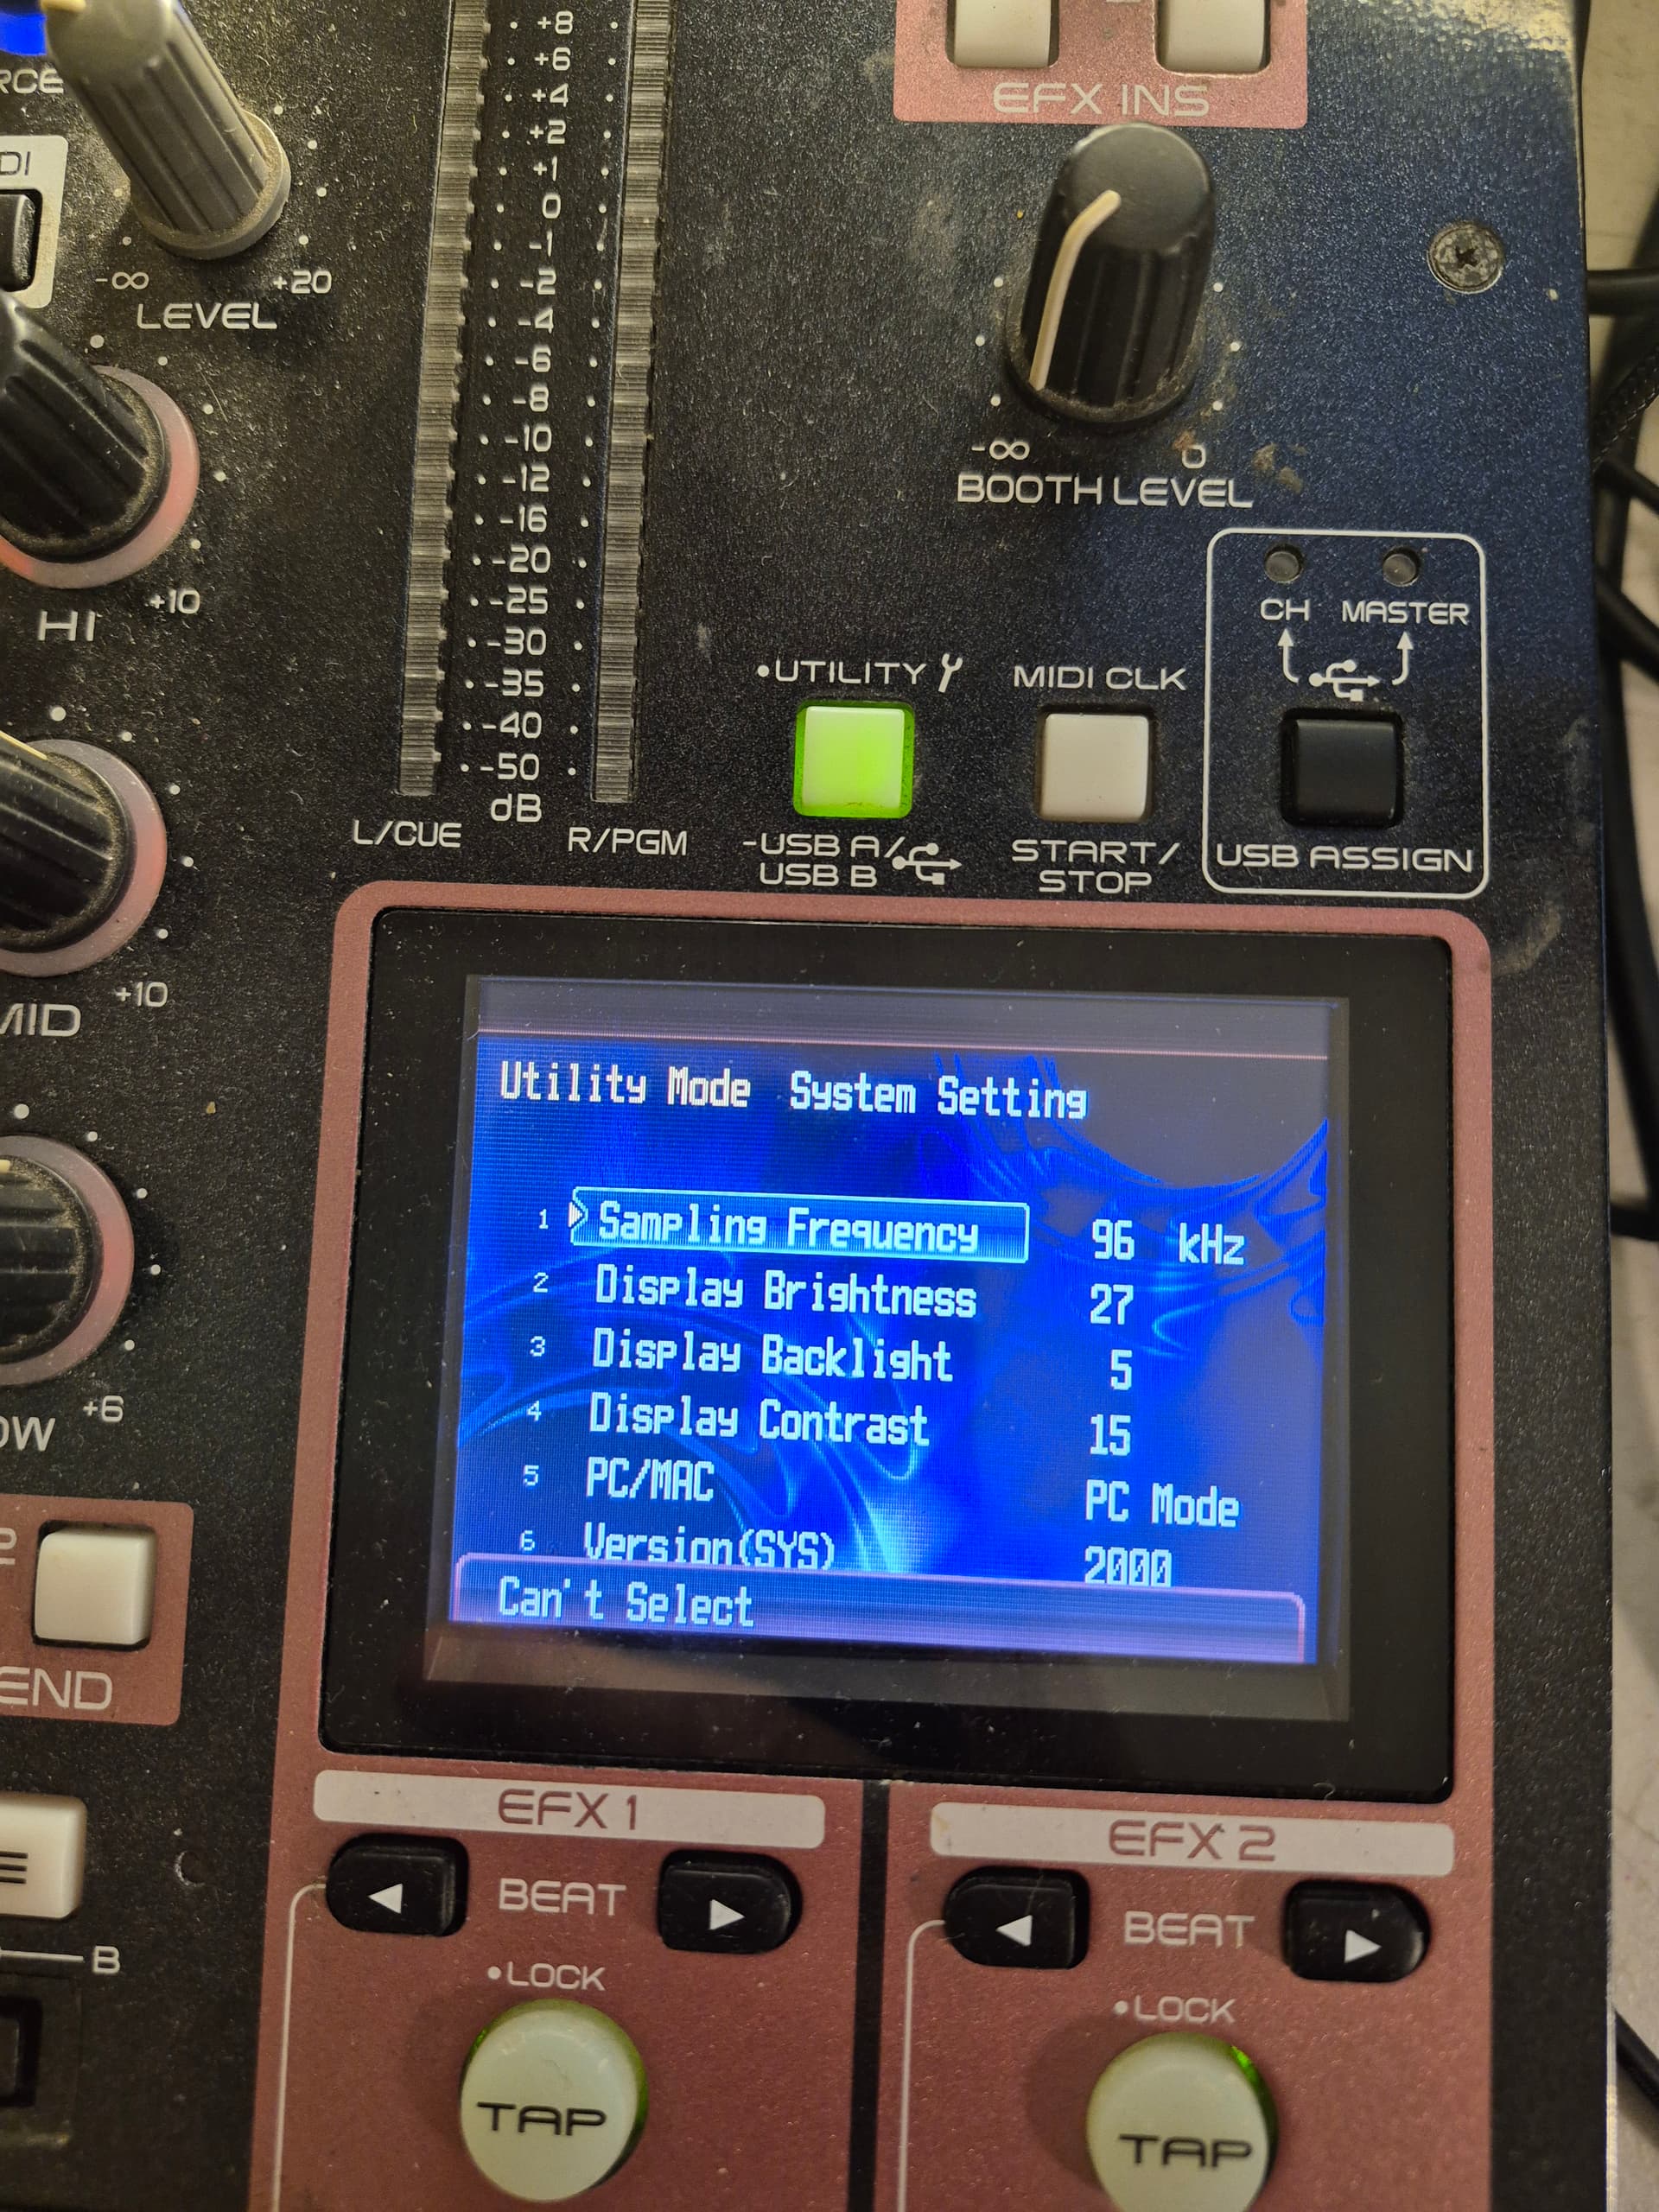 +8
+6
+4
+2
+1
0
-1
-2
-4
-6
-8
-10
-12
-16
-20
-25
-30
-35
-40
-50
dB
L/CUE
R/PGM
EFX INS
-∞ +20
LEVEL
+10
HI
+10
+6
-∞ 0
BOOTH LEVEL
CH MASTER
•UTILITY
MIDI CLK
-USB A/
USB B
START/
STOP
USB ASSIGN
Utility Mode System Setting
1 Sampling Frequency 96 kHz
2 Display Brightness 27
3 Display Backlight 5
4 Display Contrast 15
5 PC/MAC PC Mode
6 Version(SYS) 2000
Can't Select
B
EFX 1
EFX 2
BEAT
BEAT
•LOCK
•LOCK
TAP
TAP